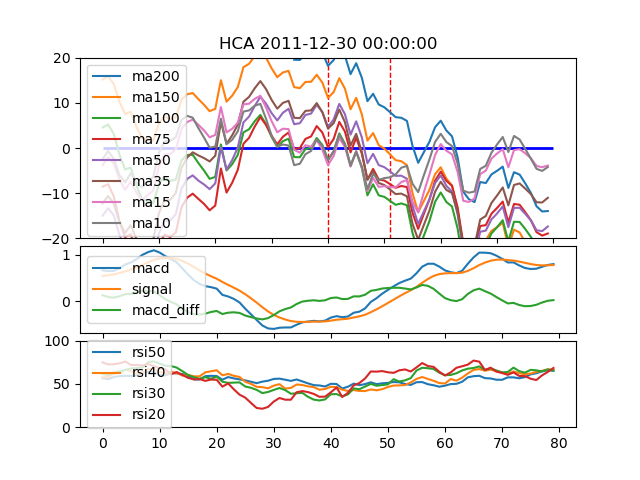 HCA 2011-12-30 00:00:00
20
10
0
−10
−20
ma200
ma150
ma100
ma75
ma50
ma35
ma15
ma10
1
0
macd
signal
macd_diff
100
50
0
rsi50
rsi40
rsi30
rsi20
0 10 20 30 40 50 60 70 80